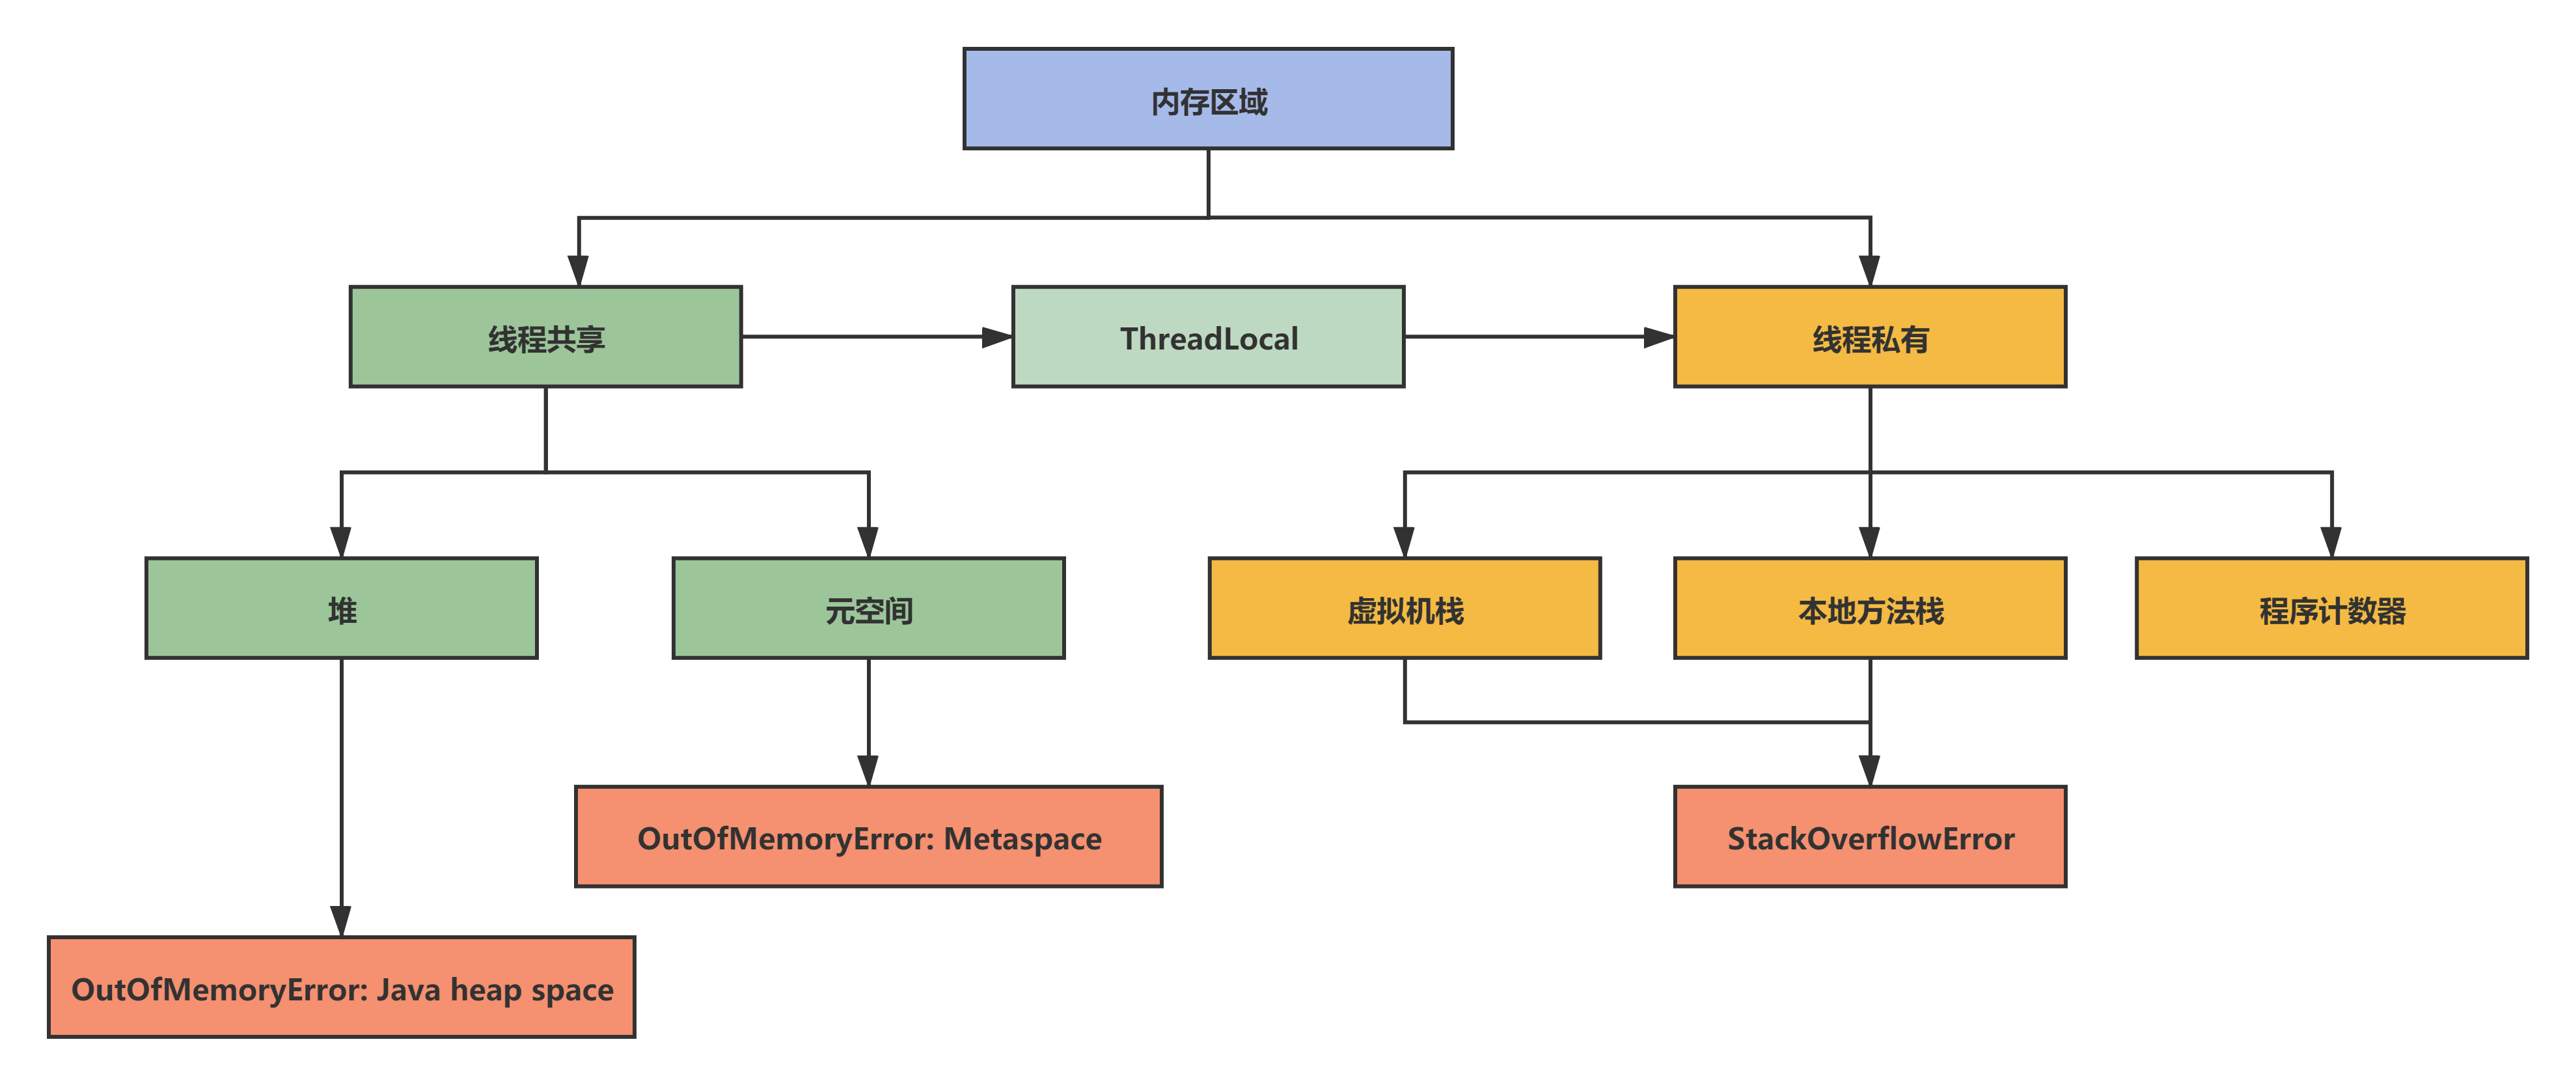 内存区域
线程共享
ThreadLocal
线程私有
堆
元空间
虚拟机栈
本地方法栈
程序计数器
OutOfMemoryError: Metaspace
StackOverflowError
OutOfMemoryError: Java heap space